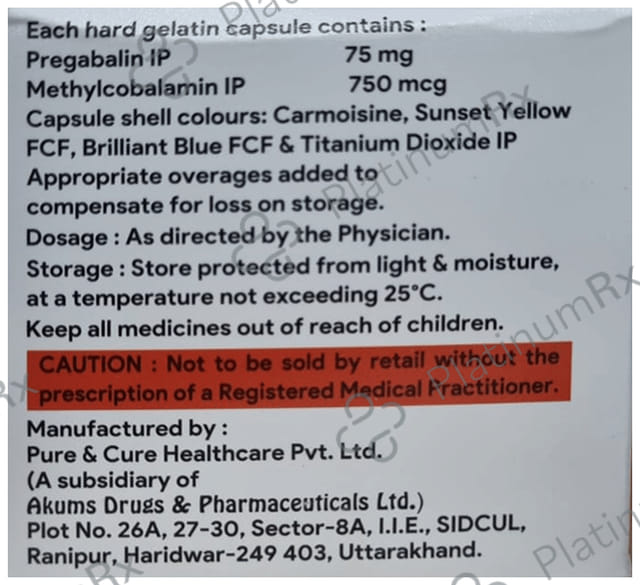 Each hard gelatin capsule contains :
Pregabalin IP 75 mg
Methylcobalamin IP 750 mcg
Capsule shell colours: Carmoisine, Sunset Yellow
FCF, Brilliant Blue FCF & Titanium Dioxide IP
Appropriate overages added to
compensate for loss on storage.
Dosage : As directed by the Physician.
Storage : Store protected from light & moisture,
at a temperature not exceeding 25°C.
Keep all medicines out of reach of children.
CAUTION : Not to be sold by retail without the
prescription of a Registered Medical Practitioner.
Manufactured by :
Pure & Cure Healthcare Pvt. Ltd.
(A subsidiary of
Akums Drugs & Pharmaceuticals Ltd.)
Plot No. 26A, 27-30, Sector-8A, I.I.E., SIDCUL,
Ranipur, Haridwar-249 403, Uttarakhand.
PlatinumRx
PlatinumRx
PlatinumRx